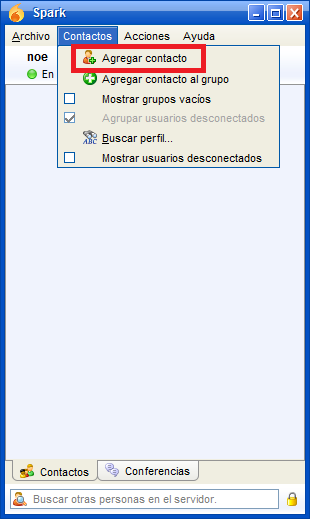 Spark
Archivo Contactos Acciones Ayuda
noe
En
Agregar contacto
Agregar contacto al grupo
Mostrar grupos vacíos
Agrupar usuarios desconectados
ABC Buscar perfil...
Mostrar usuarios desconectados
Contactos Conferencias
Buscar otras personas en el servidor.